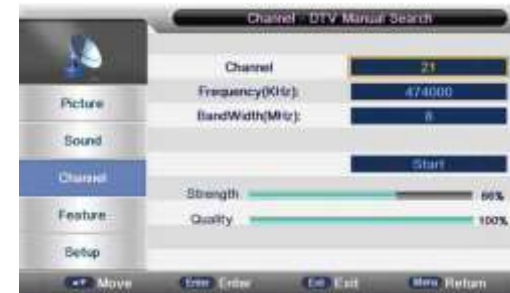 Channel - DTV Manual Search
Channel 21
Picture
Frequency(KHz): 474000
BandWidth(MHz): 8
Sound
Start
Channel
Strength 66%
Feature
Quality 100%
Setup
Move Enter Enter Exit Exit Menu Return